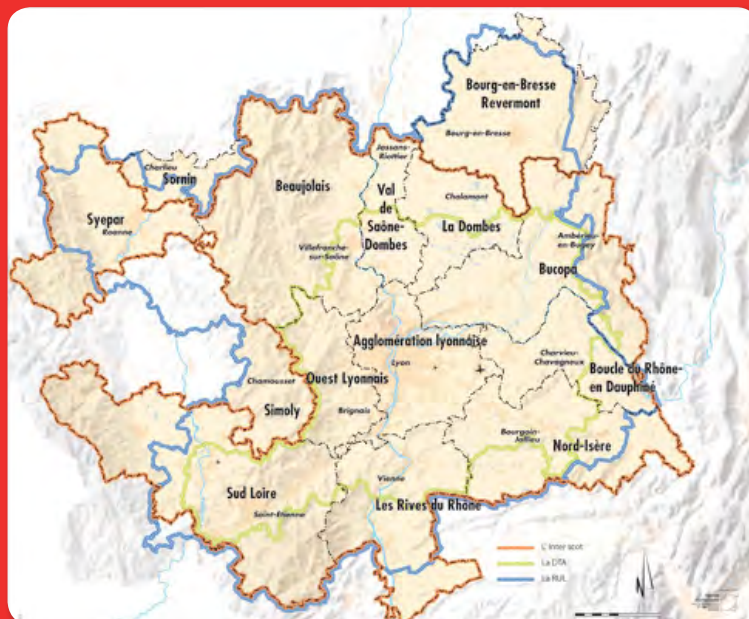 Bourg-en-Bresse
Revermont
Bourg-en-Bresse
Charlieu
Sornin
Jassans-
Riottier
Beaujolais
Val
de
Saône-
Dombes
Chalamont
Syepar
Roanne
La Dombes
Villefranche-
sur-Saône
Ambérieu-
en-Bugey
Bucopa
Agglomération lyonnaise
Lyon
Charvieu-
Chavagneux
Boucle du Rhône-
en Dauphiné
Ouest Lyonnais
Chamousset
Simoly
Brignais
Bourgoin-
Jallieu
Nord-Isère
Vienne
Sud Loire
Saint-Etienne
Les Rives du Rhône
L'Inter scot
La DTA
La RUL